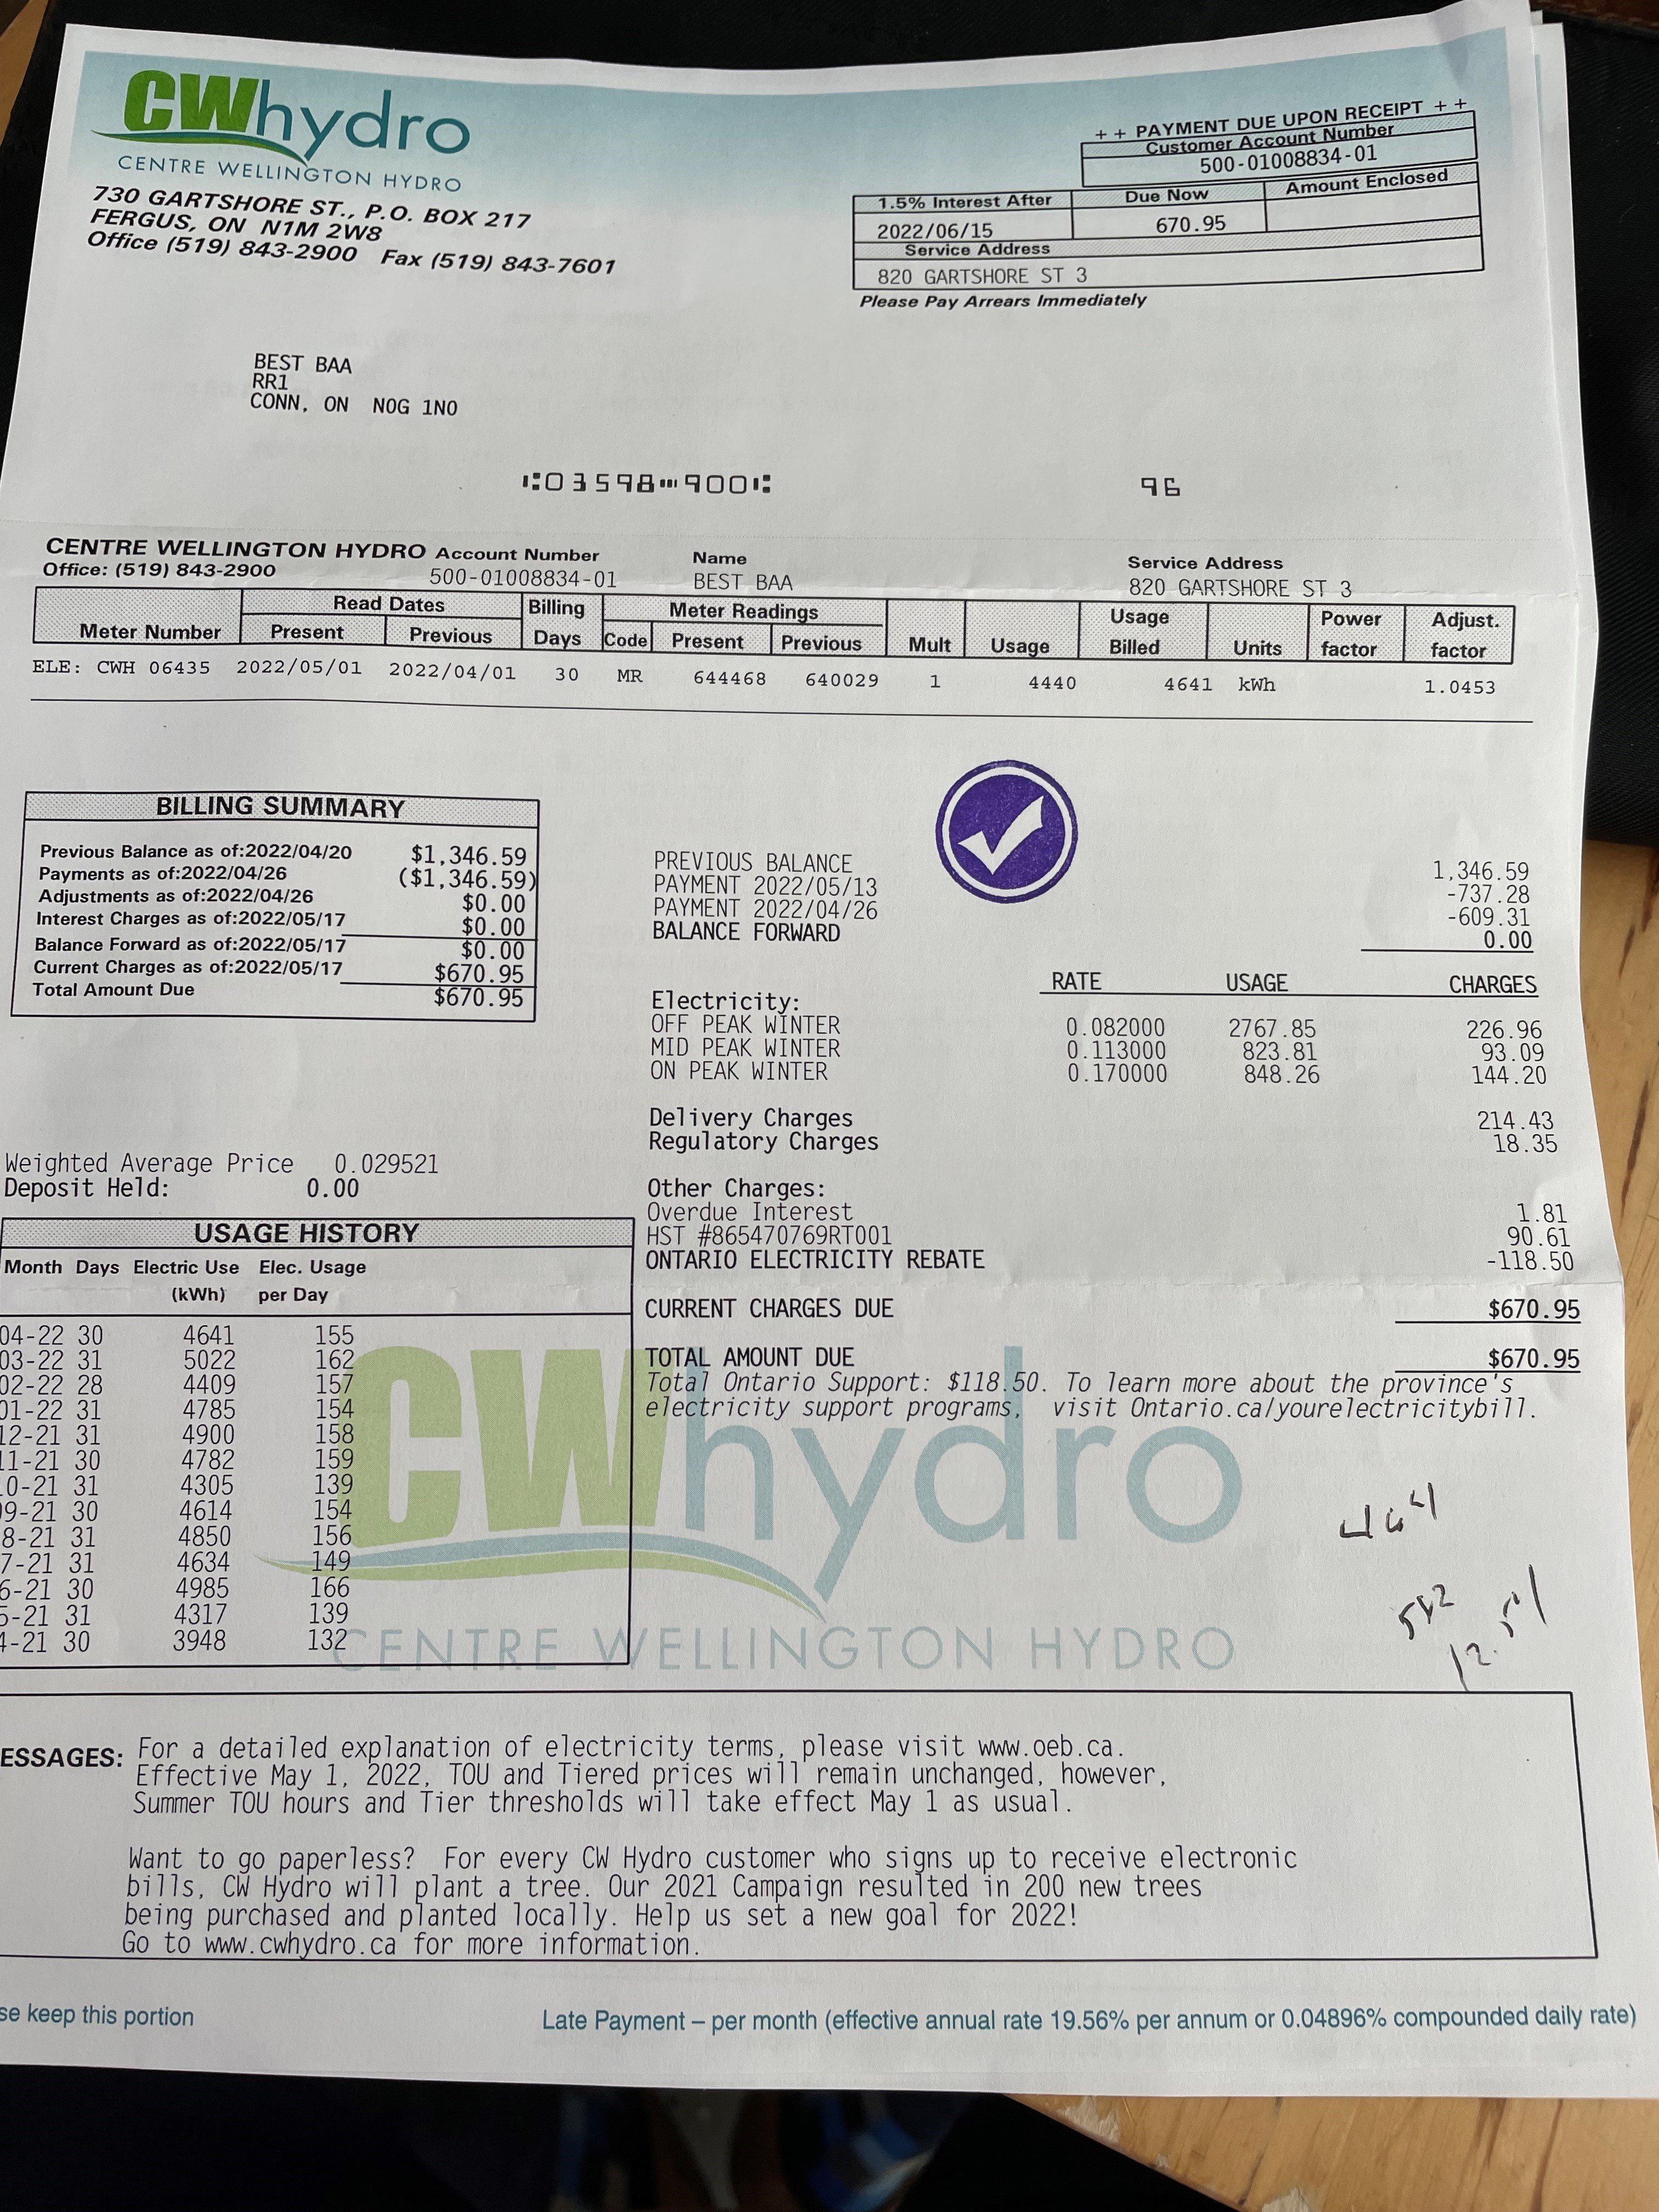 CWhydro
CENTRE WELLINGTON HYDRO
730 GARTSHORE ST., P.O. BOX 217
FERGUS, ON N1M 2W8
Office (519) 843-2900 Fax (519) 843-7601
+ + PAYMENT DUE UPON RECEIPT + +
Customer Account Number
500-01008834-01
1.5% Interest After Due Now Amount Enclosed
2022/06/15 670.95
Service Address
820 GARTSHORE ST 3
Please Pay Arrears Immediately
BEST BAA
RR1
CONN, ON N0G 1N0
⑆03598⑉900⑆ 96
CENTRE WELLINGTON HYDRO Account Number Name Service Address
Office: (519) 843-2900 500-01008834-01 BEST BAA 820 GARTSHORE ST 3
Read Dates Billing Meter Readings Usage Power Adjust.
Meter Number Present Previous Days Code Present Previous Mult Usage Billed Units factor factor
ELE: CWH 06435 2022/05/01 2022/04/01 30 MR 644468 640029 1 4440 4641 kWh 1.0453
BILLING SUMMARY
Previous Balance as of:2022/04/20 $1,346.59
Payments as of:2022/04/26 ($1,346.59)
Adjustments as of:2022/04/26 $0.00
Interest Charges as of:2022/05/17 $0.00
Balance Forward as of:2022/05/17 $0.00
Current Charges as of:2022/05/17 $670.95
Total Amount Due $670.95
PREVIOUS BALANCE 1,346.59
PAYMENT 2022/05/13 -737.28
PAYMENT 2022/04/26 -609.31
BALANCE FORWARD 0.00
RATE USAGE CHARGES
Electricity:
OFF PEAK WINTER 0.082000 2767.85 226.96
MID PEAK WINTER 0.113000 823.81 93.09
ON PEAK WINTER 0.170000 848.26 144.20
Delivery Charges 214.43
Regulatory Charges 18.35
Weighted Average Price 0.029521
Deposit Held: 0.00
Other Charges:
Overdue Interest 1.81
HST #865470769RT001 90.61
ONTARIO ELECTRICITY REBATE -118.50
CURRENT CHARGES DUE $670.95
TOTAL AMOUNT DUE $670.95
Total Ontario Support: $118.50. To learn more about the province's
electricity support programs, visit Ontario.ca/yourelectricitybill.
USAGE HISTORY
Month Days Electric Use Elec. Usage
(kWh) per Day
04-22 30 4641 155
03-22 31 5022 162
02-22 28 4409 157
01-22 31 4785 154
12-21 31 4900 158
11-21 30 4782 159
10-21 31 4305 139
09-21 30 4614 154
8-21 31 4850 156
7-21 31 4634 149
6-21 30 4985 166
5-21 31 4317 139
4-21 30 3948 132
CWhydro
CENTRE WELLINGTON HYDRO
464
ESSAGES: For a detailed explanation of electricity terms, please visit www.oeb.ca.
Effective May 1, 2022, TOU and Tiered prices will remain unchanged, however,
Summer TOU hours and Tier thresholds will take effect May 1 as usual.
Want to go paperless? For every CW Hydro customer who signs up to receive electronic
bills, CW Hydro will plant a tree. Our 2021 Campaign resulted in 200 new trees
being purchased and planted locally. Help us set a new goal for 2022!
Go to www.cwhydro.ca for more information.
se keep this portion
Late Payment – per month (effective annual rate 19.56% per annum or 0.04896% compounded daily rate)